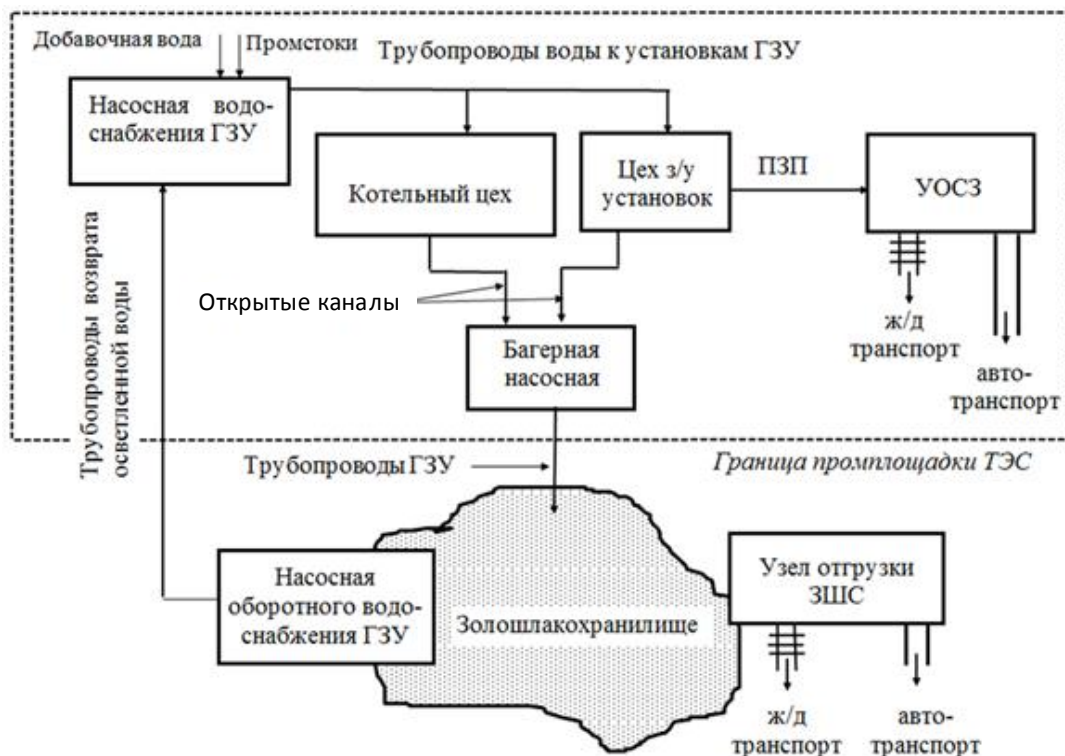 Добавочная вода
Промстоки
Трубопроводы воды к установкам ГЗУ
Насосная водо-
снабжения ГЗУ
Котельный цех
Цех з/у
установок
ПЗП
УОСЗ
Трубопроводы возврата
осветленной воды
Открытые каналы
ж/д
транспорт
авто-
транспорт
Багерная
насосная
Трубопроводы ГЗУ
Граница промплощадки ТЭС
Насосная
оборотного водо-
снабжения ГЗУ
Золошлакохранилище
Узел отгрузки
ЗШС
ж/д
транспорт
авто-
транспорт